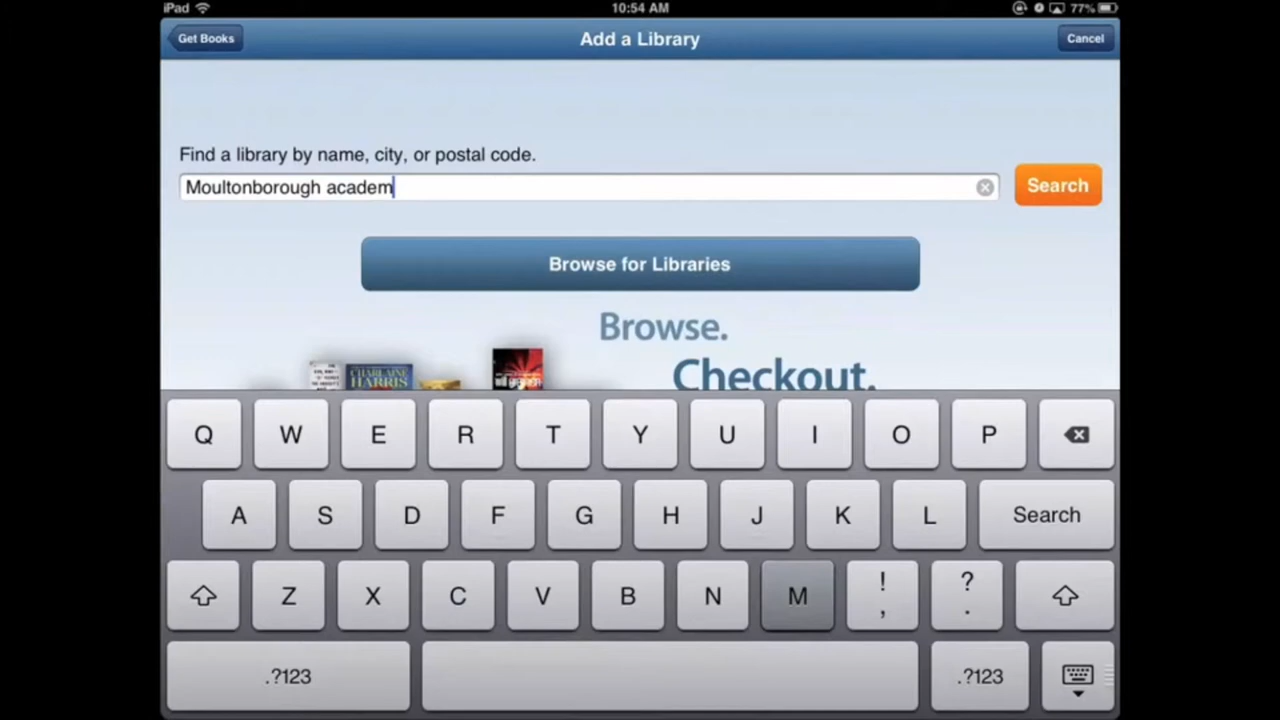 iPad 10:54 AM 77%
Get Books Add a Library Cancel
Find a library by name, city, or postal code.
Moultonborough academ Search
Browse for Libraries
Browse.
CHARLAINE HARRIS
Checkout.
Q W E R T Y U I O P
A S D F G H J K L Search
Z X C V B N M ! , ? .
.?123 .?123